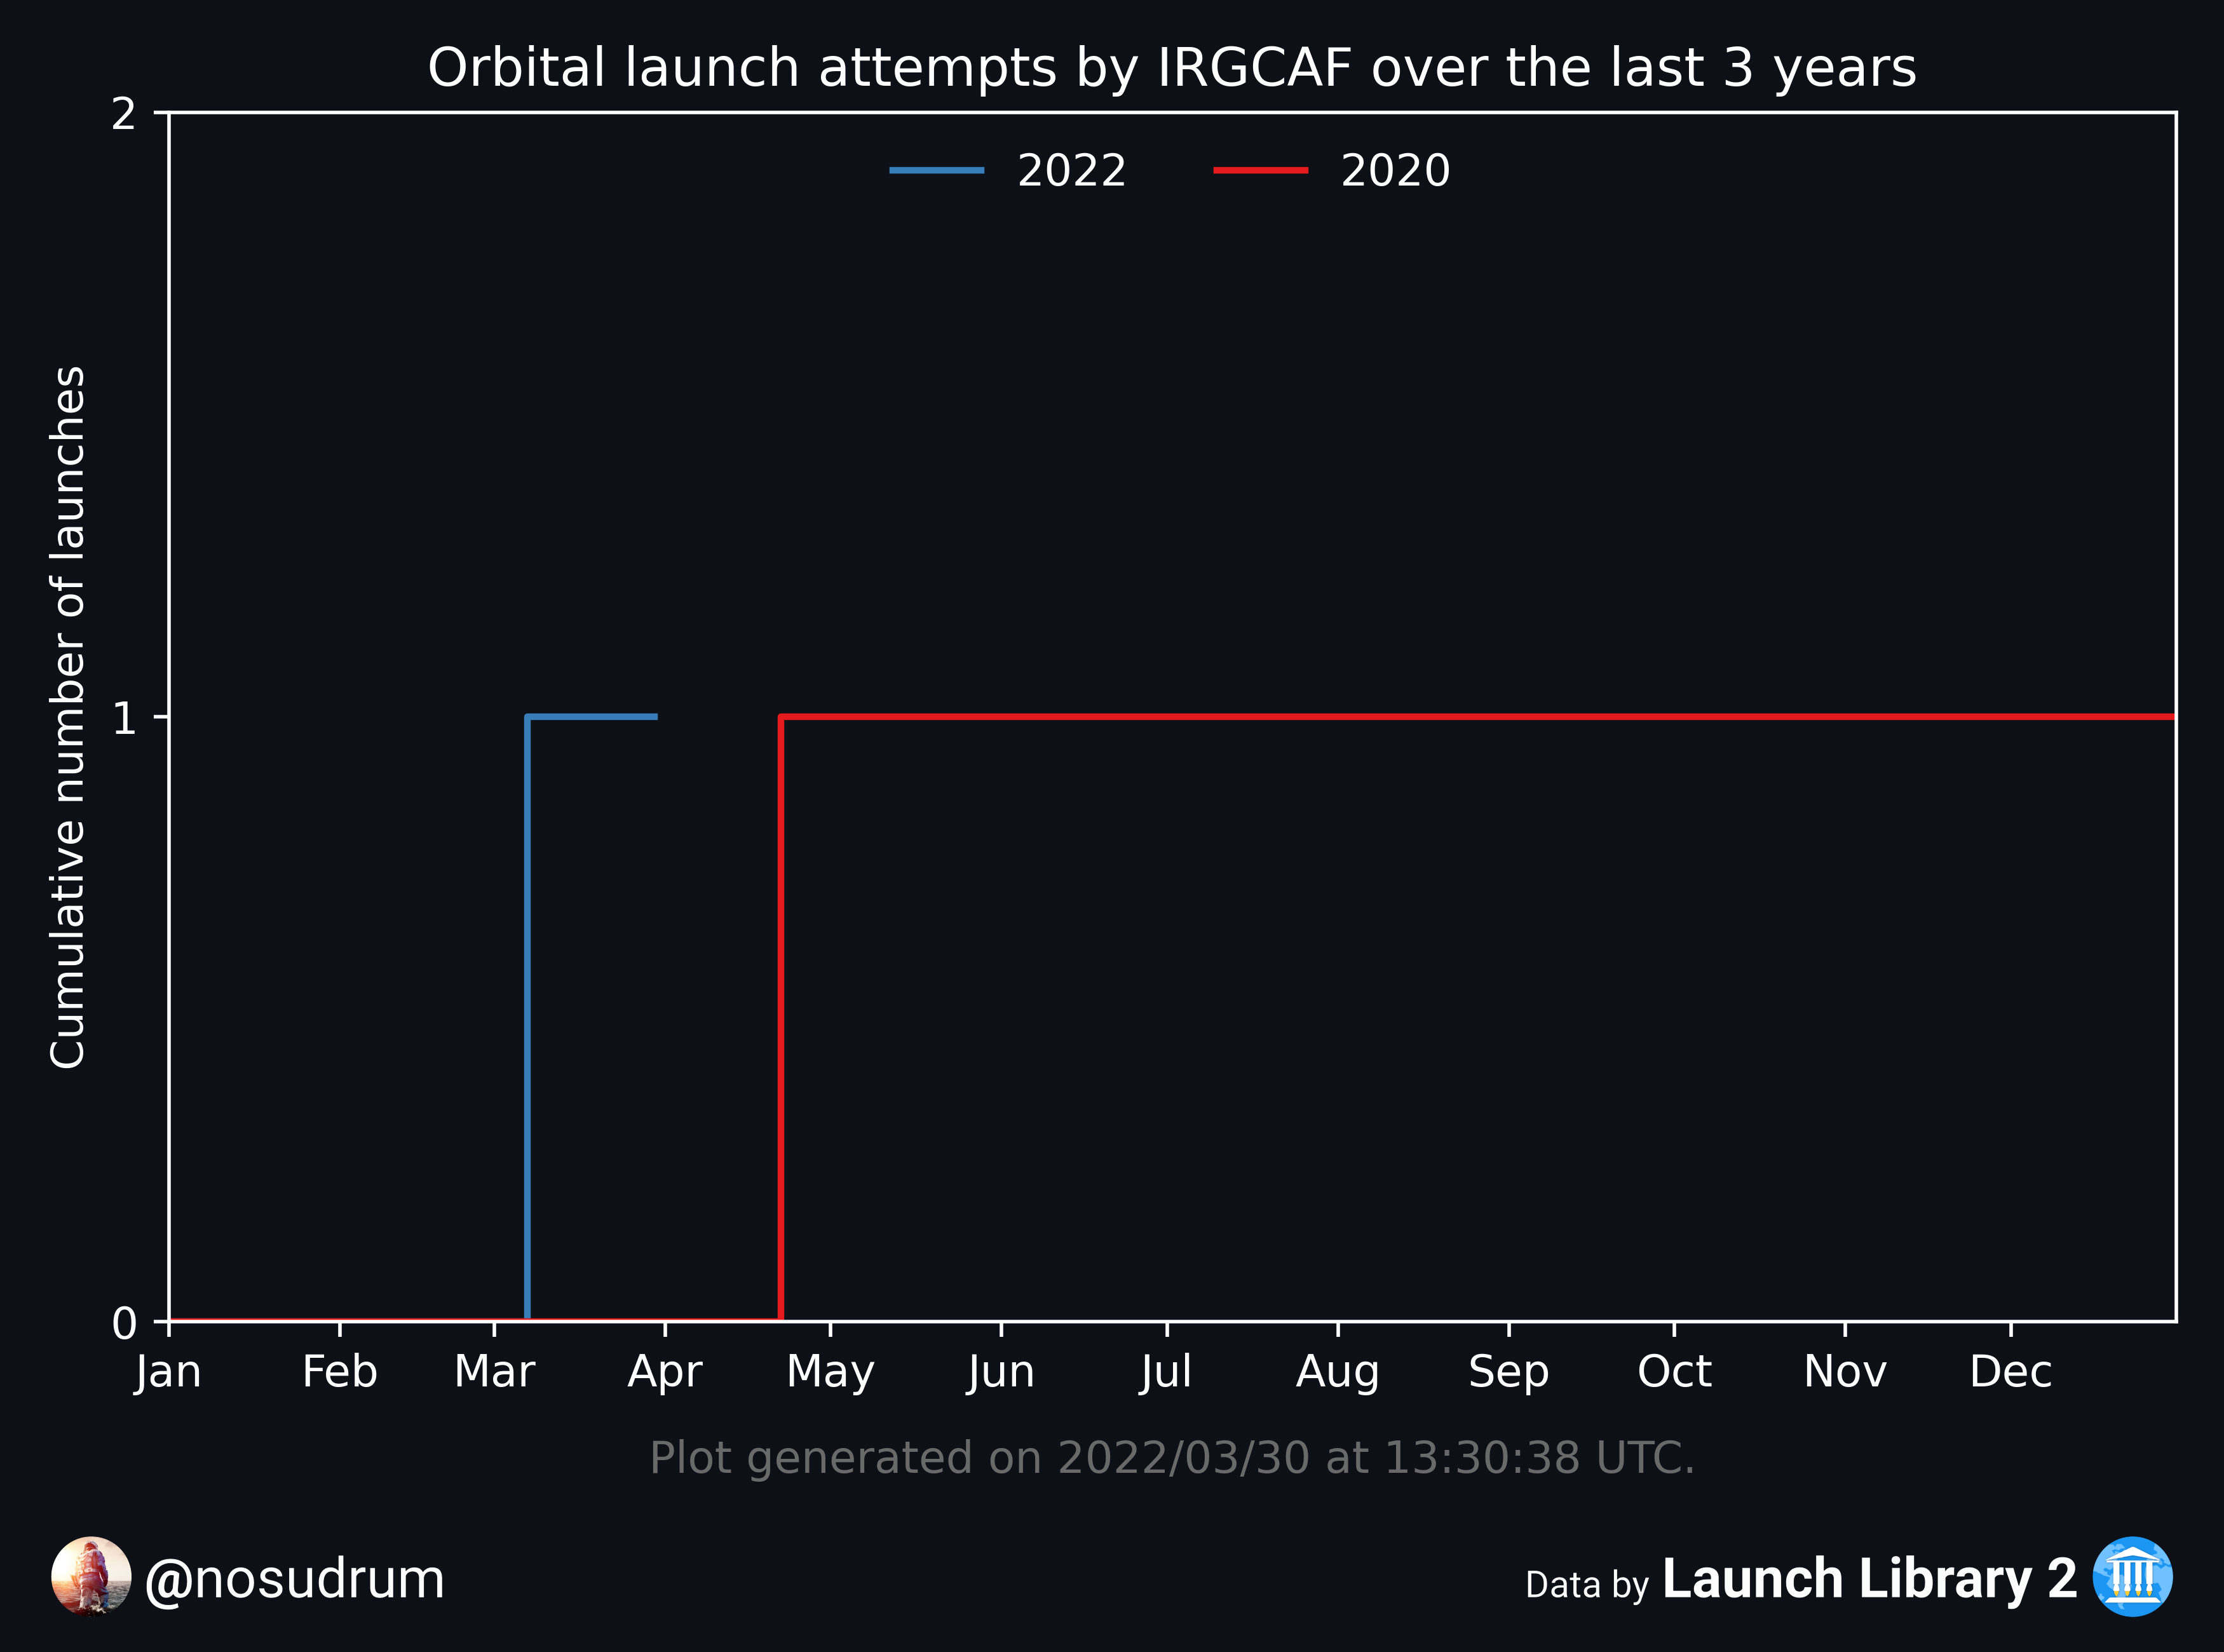 Orbital launch attempts by IRGCAF over the last 3 years
2022 2020
Cumulative number of launches
2
1
0
Jan Feb Mar Apr May Jun Jul Aug Sep Oct Nov Dec
Plot generated on 2022/03/30 at 13:30:38 UTC.
@nosudrum
Data by Launch Library 2